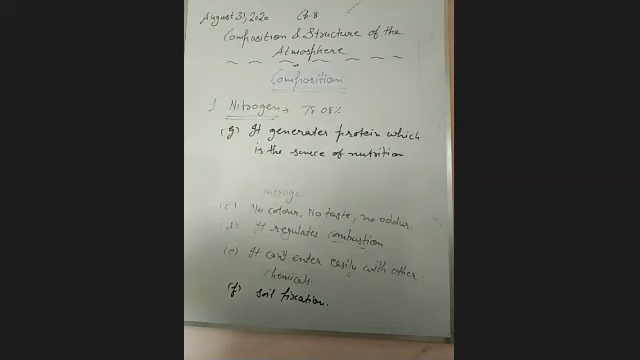 August 31, 2020 Ch-8
Composition & Structure of the
Atmosphere
Composition
1. Nitrogen → 78.08%
(g) It generates protein which
is the source of nutrition.
(c) No colour, No taste, no odour.
(d) It regulates combustion
(e) It can't enter easily with other
chemicals
(f) soil fixation.